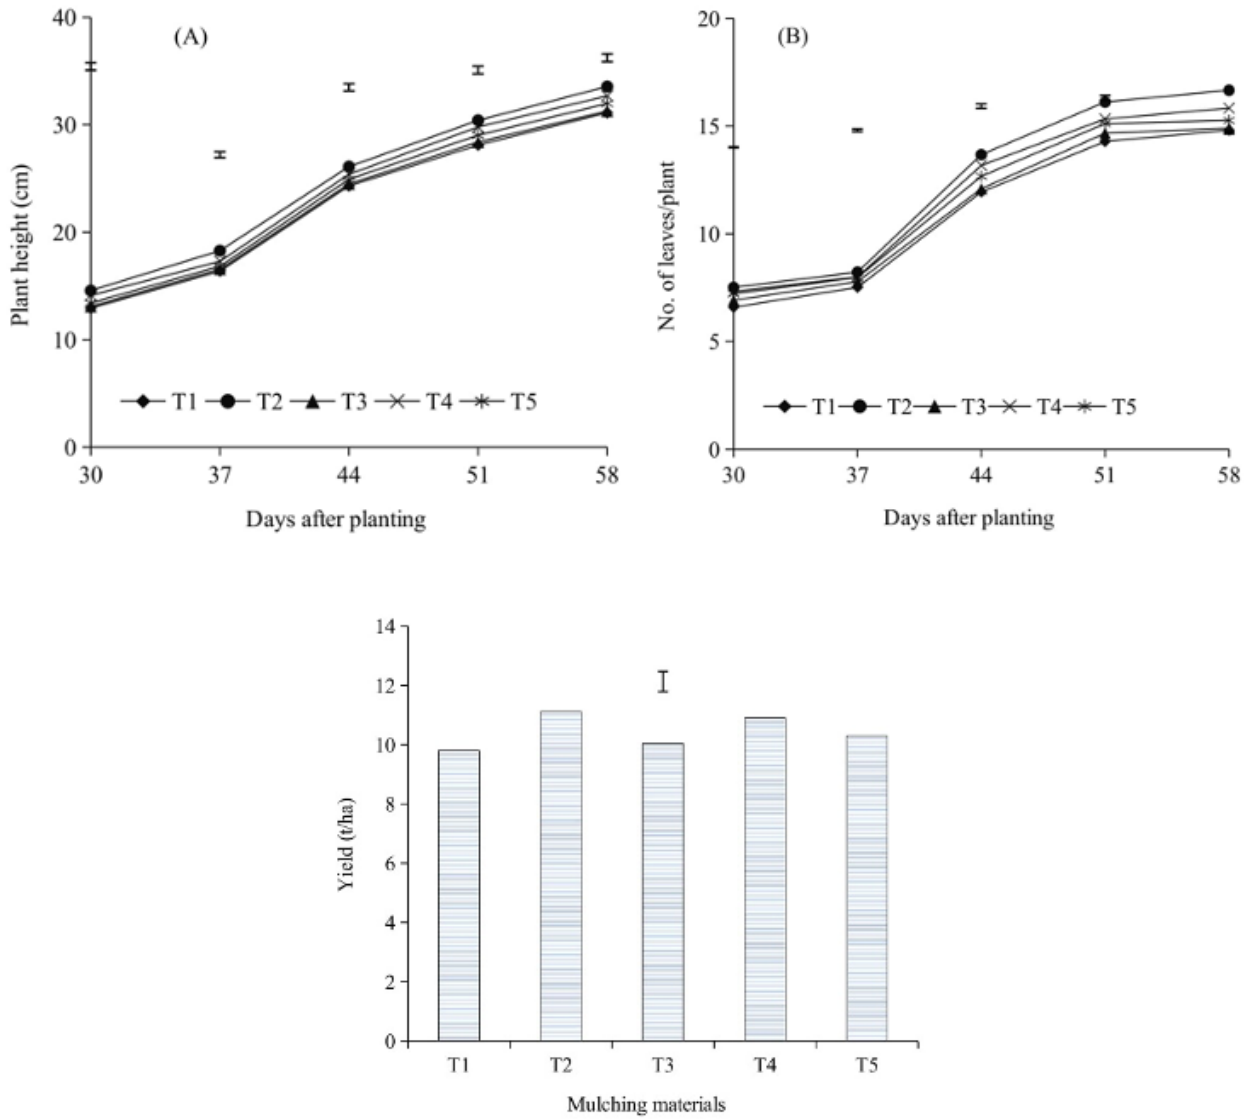 (A)
40
30
20
10
0
Plant height (cm)
T1 T2 T3 T4 T5
30 37 44 51 58
Days after planting
(B)
20
15
10
5
0
No. of leaves/plant
T1 T2 T3 T4 T5
30 37 44 51 58
Days after planting
14
12
10
8
6
4
2
0
Yield (t/ha)
T1 T2 T3 T4 T5
Mulching materials